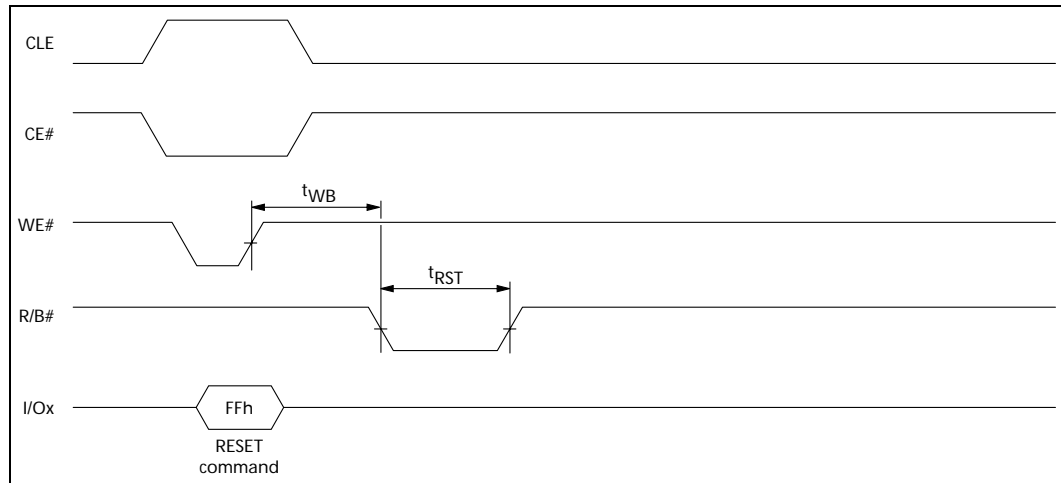 CLE
CE#
tWB
WE#
tRST
R/B#
I/Ox
FFh
RESET
command